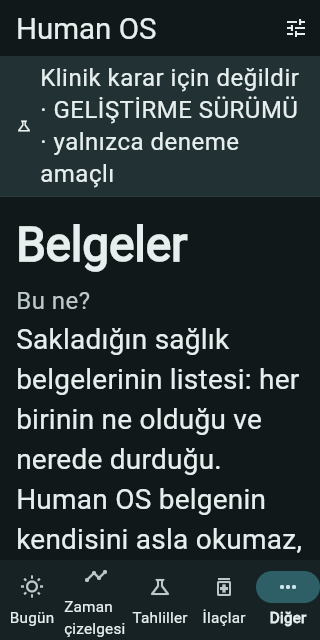 Human OS
Klinik karar için değildir
· GELİŞTİRME SÜRÜMÜ
· yalnızca deneme
amaçlı
Belgeler
Bu ne?
Sakladığın sağlık
belgelerinin listesi: her
birinin ne olduğu ve
nerede durduğu.
Human OS belgenin
kendisini asla okumaz,
Bugün
Zaman
çizelgesi
Tahliller
İlaçlar
Diğer